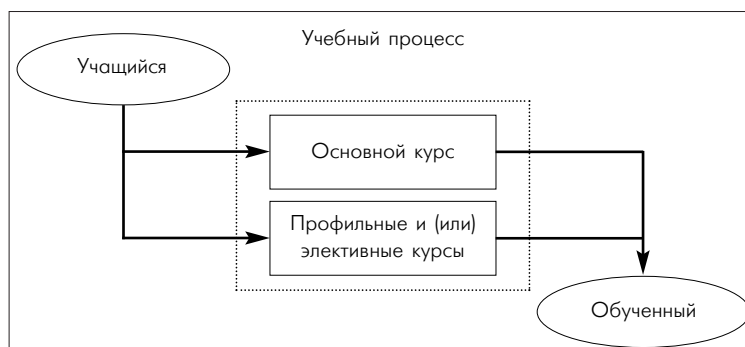 Учебный процесс
Учащийся
Основной курс
Профильные и (или)
элективные курсы
Обученный